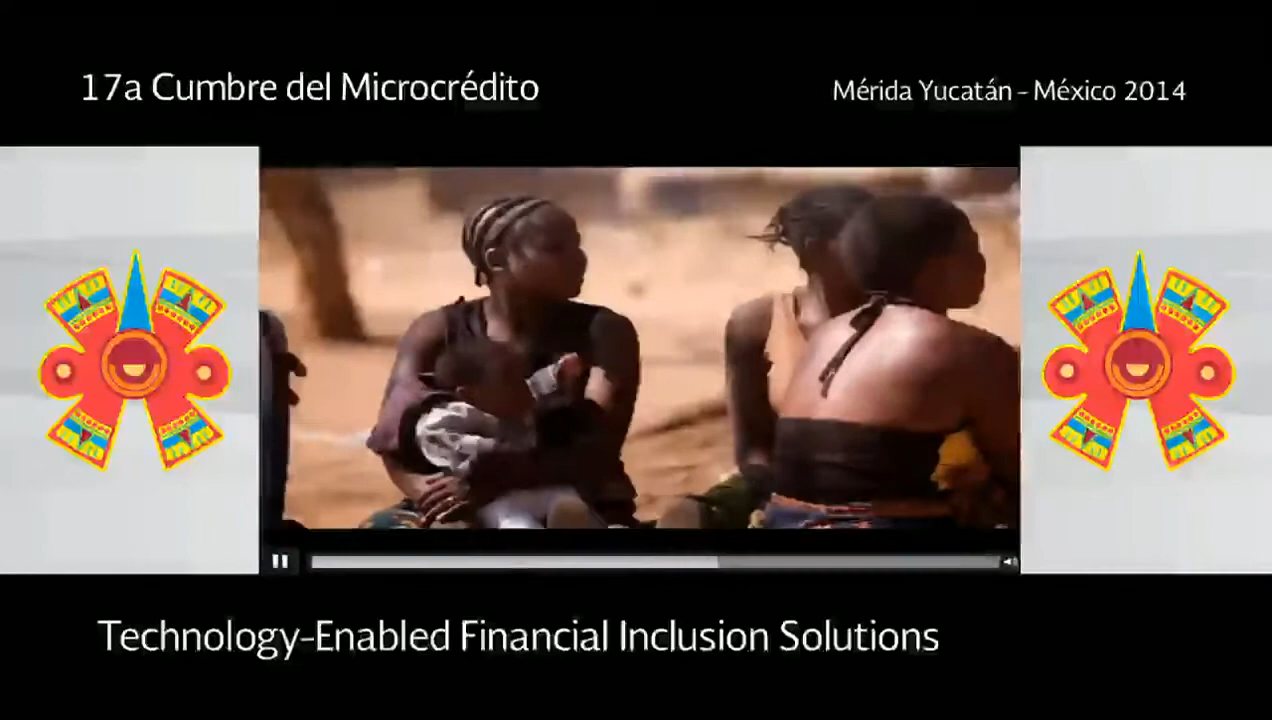 17a Cumbre del Microcrédito
Mérida Yucatán - México 2014
Technology-Enabled Financial Inclusion Solutions